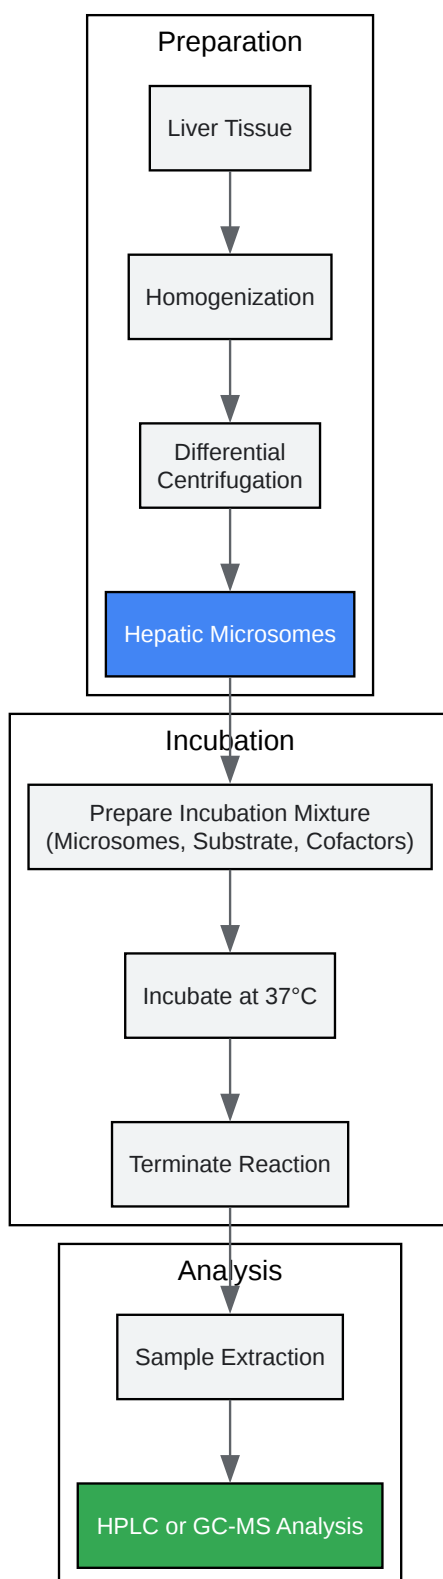 Preparation
Liver Tissue
Homogenization
Differential
Centrifugation
Hepatic Microsomes
Incubation
Prepare Incubation Mixture
(Microsomes, Substrate, Cofactors)
Incubate at 37°C
Terminate Reaction
Analysis
Sample Extraction
HPLC or GC-MS Analysis